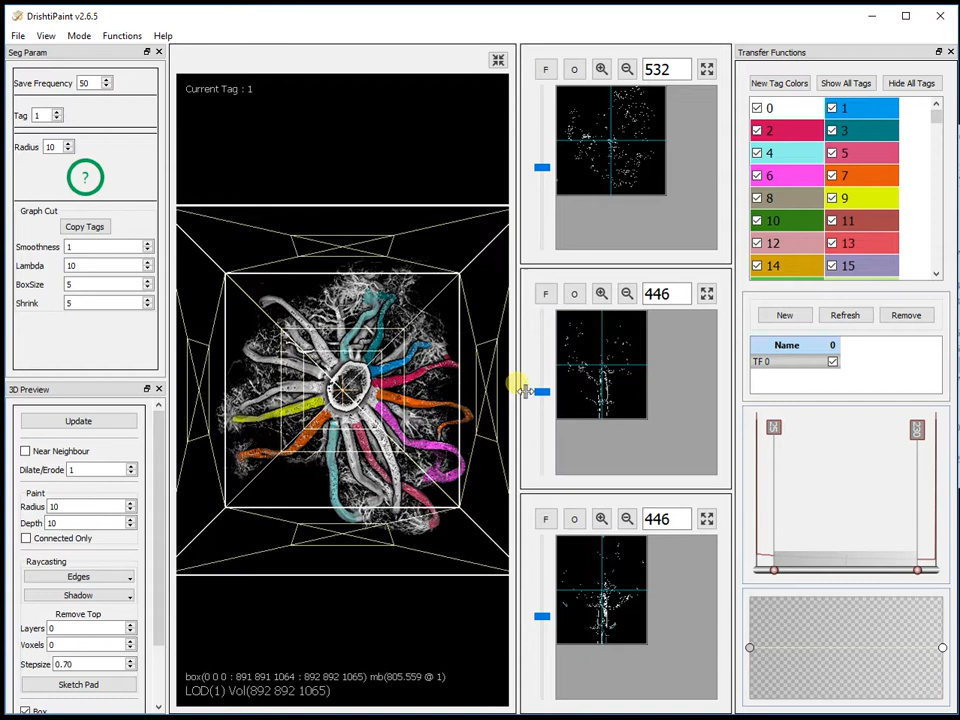 DrishtiPaint v2.6.5
File View Mode Functions Help
Seg Param
Save Frequency 50
Tag 1
Radius 10
?
Graph Cut
Copy Tags
Smoothness 1
Lambda 10
BoxSize 5
Shrink 5
3D Preview
Update
Near Neighbour
Dilate/Erode 1
Paint
Radius 10
Depth 10
Connected Only
Raycasting
Edges
Shadow
Remove Top
Layers 0
Voxels 0
Stepsize 0.70
Sketch Pad
Box
Current Tag : 1
box(0 0 0 : 891 891 1064 : 892 892 1065) mb(805.559 @ 1)
LOD(1) Vol(892 892 1065)
F O 532
F O 446
F O 446
Transfer Functions
New Tag Colors Show All Tags Hide All Tags
0 1
2 3
4 5
6 7
8 9
10 11
12 13
14 15
New Refresh Remove
Name 0
TF 0
25 230